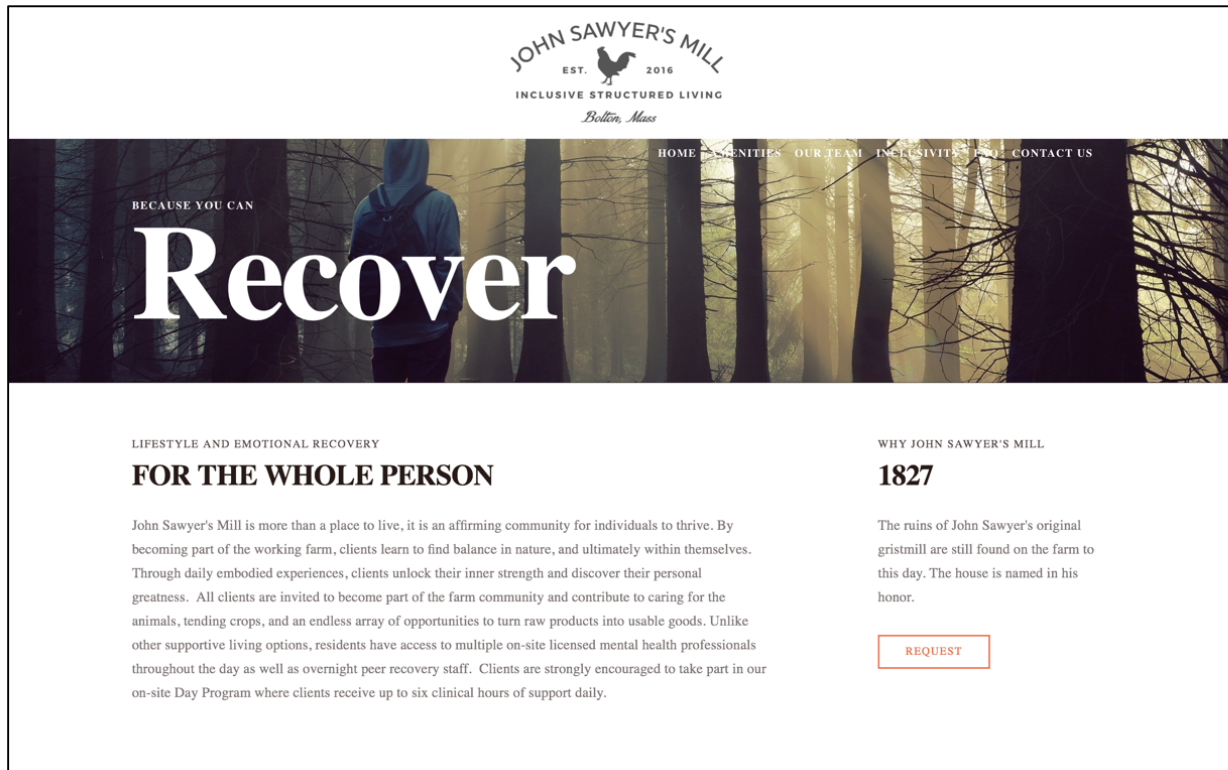 JOHN SAWYER'S MILL
EST. 2016
INCLUSIVE STRUCTURED LIVING
Bolton, Mass
HOME AMENITIES OUR TEAM INCLUSIVITY FAQ CONTACT US
BECAUSE YOU CAN
Recover
LIFESTYLE AND EMOTIONAL RECOVERY
FOR THE WHOLE PERSON
John Sawyer's Mill is more than a place to live, it is an affirming community for individuals to thrive. By
becoming part of the working farm, clients learn to find balance in nature, and ultimately within themselves.
Through daily embodied experiences, clients unlock their inner strength and discover their personal
greatness.  All clients are invited to become part of the farm community and contribute to caring for the
animals, tending crops, and an endless array of opportunities to turn raw products into usable goods. Unlike
other supportive living options, residents have access to multiple on-site licensed mental health professionals
throughout the day as well as overnight peer recovery staff.  Clients are strongly encouraged to take part in our
on-site Day Program where clients receive up to six clinical hours of support daily.
WHY JOHN SAWYER'S MILL
1827
The ruins of John Sawyer's original
gristmill are still found on the farm to
this day. The house is named in his
honor.
REQUEST